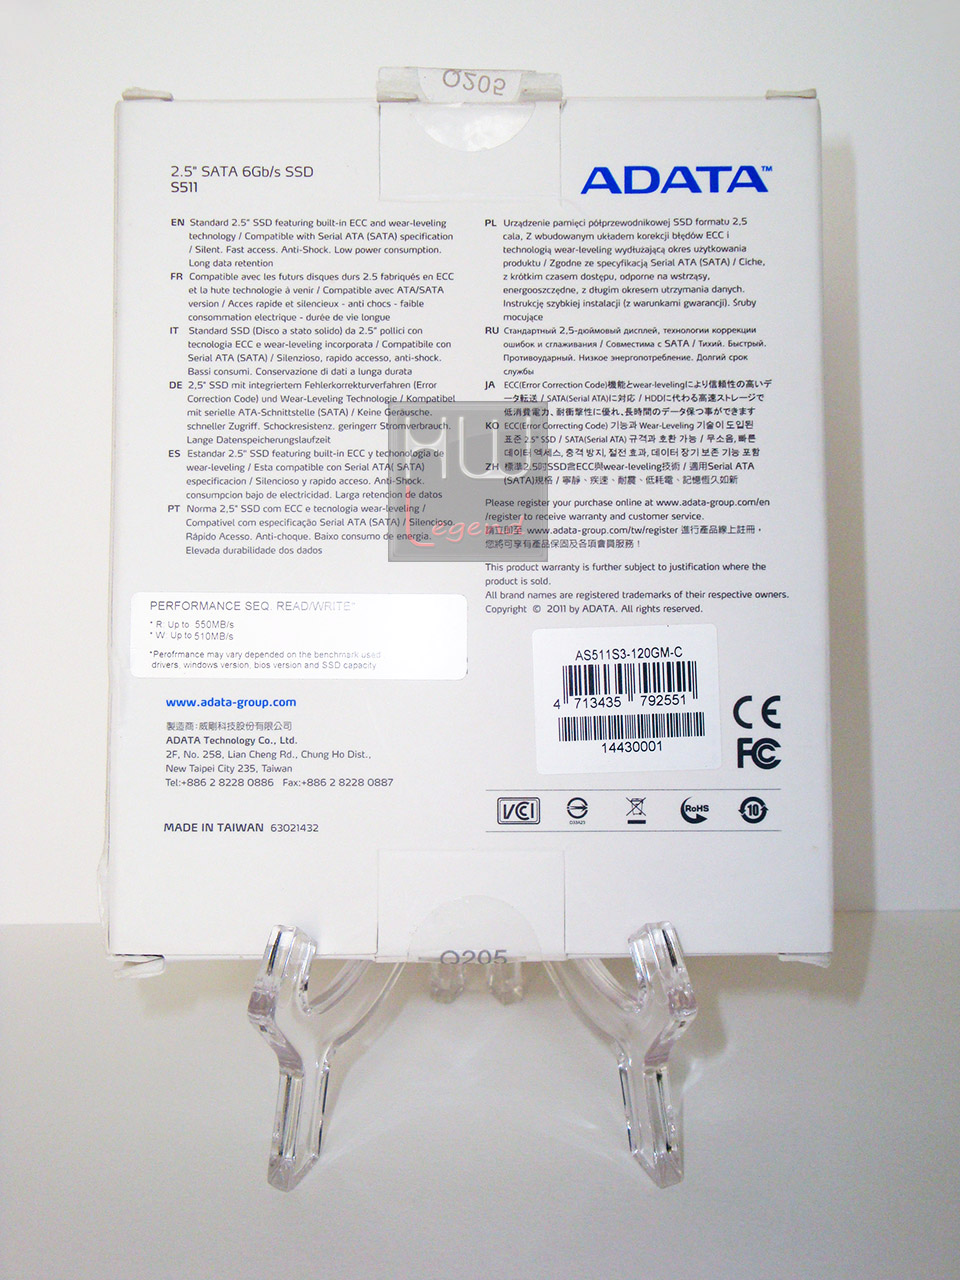 Q205
2.5" SATA 6Gb/s SSD
S511
ADATA™
EN Standard 2.5" SSD featuring built-in ECC and wear-leveling
technology / Compatible with Serial ATA (SATA) specification
/ Silent. Fast access. Anti-Shock. Low power consumption.
Long data retention
FR Compatible avec les futurs disques durs 2.5 fabriqués en ECC
et la hute technologie à venir / Compatible avec ATA/SATA
version / Acces rapide et silencieux - anti chocs - faible
consommation electrique - durée de vie longue
IT Standard SSD (Disco a stato solido) da 2.5" pollici con
tecnologia ECC e wear-leveling incorporata / Compatibile con
Serial ATA (SATA) / Silenzioso, rapido accesso, anti-shock.
Bassi consumi. Conservazione di dati a lunga durata
DE 2,5" SSD mit integriertem Fehlerkorrekturverfahren (Error
Correction Code) und Wear-Leveling Technologie / Kompatibel
mit serielle ATA-Schnittstelle (SATA) / Keine Geräusche.
schneller Zugriff. Schockresistenz. geringerr Stromverbrauch.
Lange Datenspeicherungslaufzeit
ES Estandar 2.5" SSD featuring built-in ECC y techonologia de
wear-leveling / Esta compatible con Serial ATA( SATA)
especificacion / Silencioso y rapido acceso. Anti-Shock.
consumpcion bajo de electricidad. Larga retention de datos
PT Norma 2,5" SSD com ECC e tecnologia wear-leveling /
Compativel com especificação Serial ATA (SATA) / Silencioso.
Rápido Acesso. Anti-choque. Baixo consumo de energia.
Elevada durabilidade dos dados
PL Urządzenie pamięci półprzewodnikowej SSD formatu 2,5
cala, Z wbudowanym układem korekcji błędów ECC i
technologią wear-leveling wydłużającą okres użytkowania
produktu / Zgodne ze specyfikacją Serial ATA (SATA) / Ciche,
z krótkim czasem dostępu, odporne na wstrząsy,
energooszczędne, z długim okresem utrzymania danych.
Instrukcję szybkiej instalacji (z warunkami gwarancji). Śruby
mocujące
RU Стандартный 2,5-дюймовый дисплей, технологии коррекции
ошибок и сглаживания / Совместима с SATA / Тихий. Быстрый.
Противоударный. Низкое энергопотребление. Долгий срок
службы
JA ECC(Error Correction Code)機能とwear-levelingにより信頼性の高いデ
ータ転送 / SATA(Serial ATA)に対応 / HDDに代わる高速ストレージで
低消費電力、耐衝撃性に優れ、長時間のデータ保つ事ができます
KO ECC(Error Correcting Code) 기능과 Wear-Leveling 기술이 도입된
표준 2.5" SSD / SATA(Serial ATA) 규격과 호환 가능 / 무소음, 빠른
데이터 엑세스, 충격 방지, 절전 효과, 데이터 장기 보존 기능 포함
ZH 標準2.5吋SSD含ECC與wear-leveling技術 / 適用Serial ATA
(SATA)規格 / 寧靜、疾速、耐震、低耗電、記憶恆久如新
Please register your purchase online at www.adata-group.com/en
/register to receive warranty and customer service.
請立即至 www.adata-group.com/tw/register 進行產品線上註冊，
您將可享有產品保固及各項會員服務！
This product warranty is further subject to justification where the
product is sold.
All brand names are registered trademarks of their respective owners.
Copyright © 2011 by ADATA. All rights reserved.
HW
Legend
PERFORMANCE SEQ. READ/WRITE*
* R: Up to 550MB/s
* W: Up to 510MB/s
*Perofrmance may vary depended on the benchmark used
drivers, windows version, bios version and SSD capacity
www.adata-group.com
製造商：威剛科技股份有限公司
ADATA Technology Co., Ltd.
2F, No. 258, Lian Cheng Rd., Chung Ho Dist.,
New Taipei City 235, Taiwan
Tel:+886 2 8228 0886 Fax:+886 2 8228 0887
MADE IN TAIWAN 63021432
AS511S3-120GM-C
4 713435 792551
14430001
CE
FC
VCI
RoHS
10
Q205